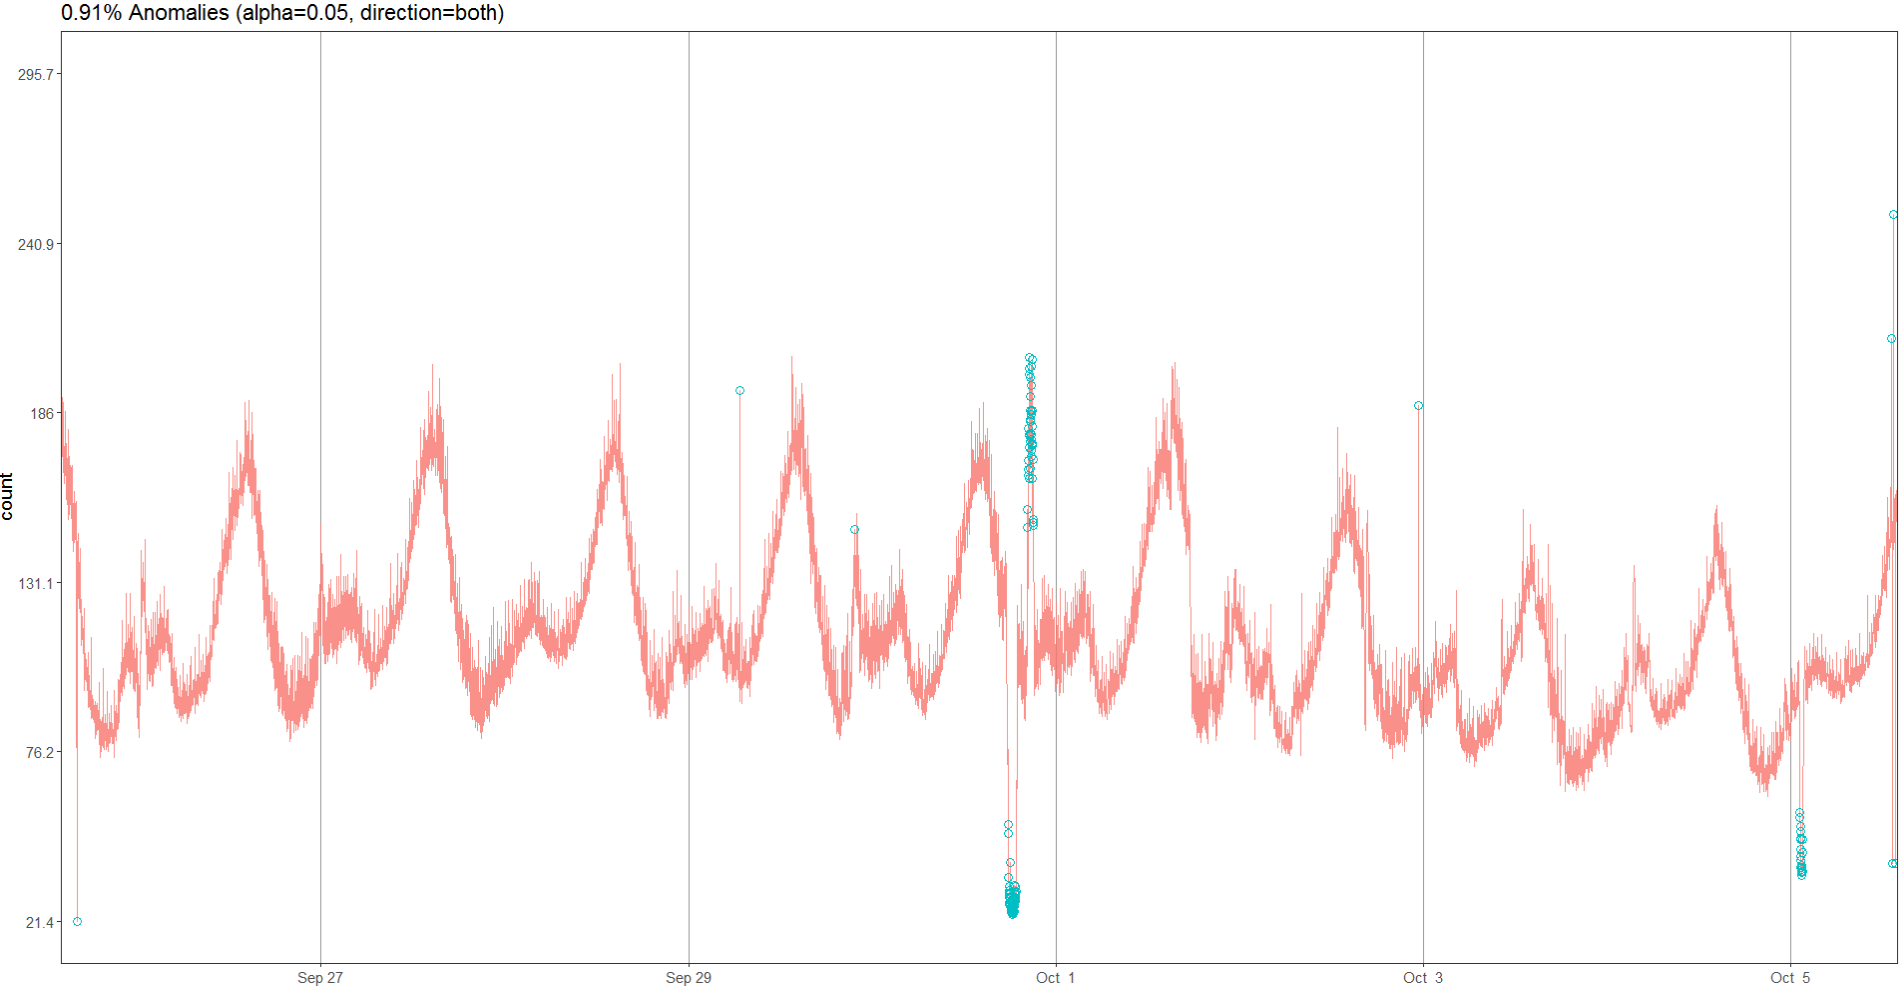 0.91% Anomalies (alpha=0.05, direction=both)
295.7
240.9
186
131.1
76.2
21.4
count
Sep 27
Sep 29
Oct 1
Oct 3
Oct 5